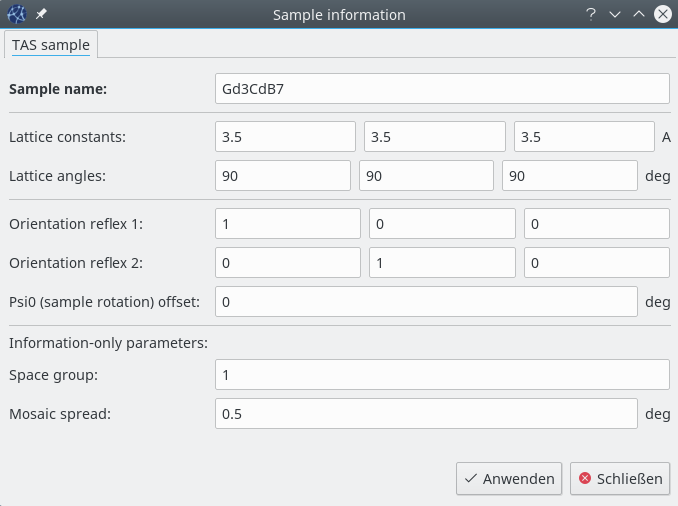 Sample information
TAS sample
Sample name: Gd3CdB7
Lattice constants: 3.5 3.5 3.5 A
Lattice angles: 90 90 90 deg
Orientation reflex 1: 1 0 0
Orientation reflex 2: 0 1 0
Psi0 (sample rotation) offset: 0 deg
Information-only parameters:
Space group: 1
Mosaic spread: 0.5 deg
Anwenden Schließen